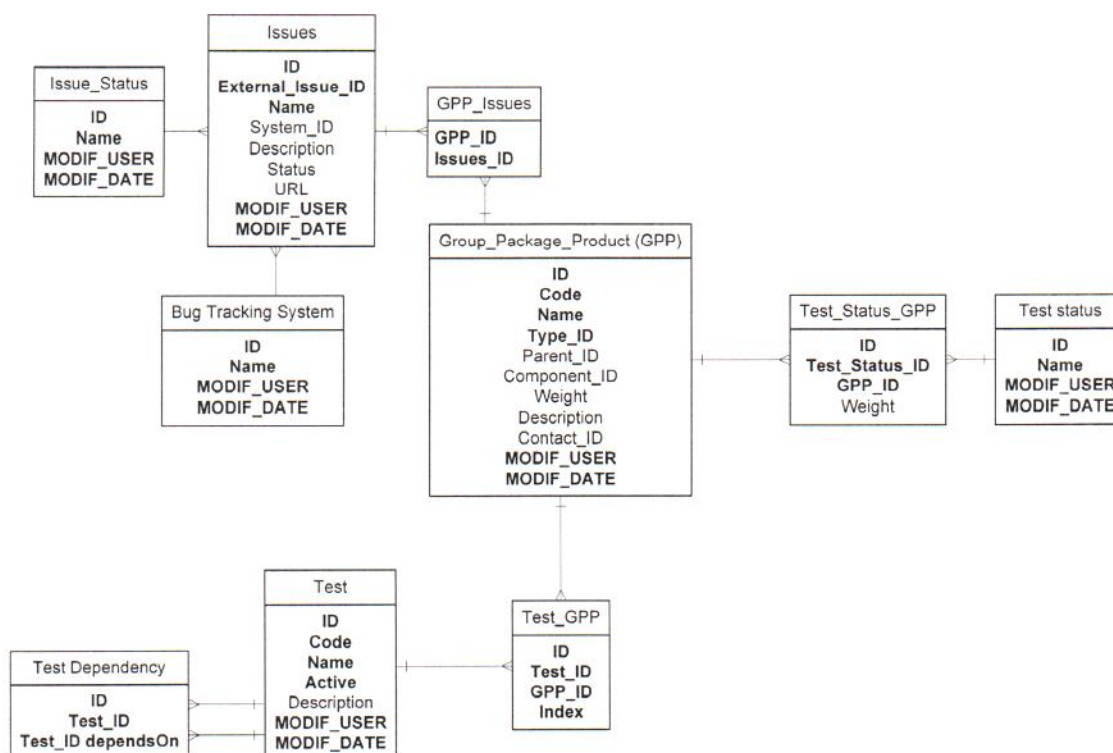 Issues
ID
External_Issue_ID
Name
System_ID
Description
Status
URL
MODIF_USER
MODIF_DATE
Issue_Status
ID
Name
MODIF_USER
MODIF_DATE
GPP_Issues
GPP_ID
Issues_ID
Bug Tracking System
ID
Name
MODIF_USER
MODIF_DATE
Group_Package_Product (GPP)
ID
Code
Name
Type_ID
Parent_ID
Component_ID
Weight
Description
Contact_ID
MODIF_USER
MODIF_DATE
Test_Status_GPP
ID
Test_Status_ID
GPP_ID
Weight
Test status
ID
Name
MODIF_USER
MODIF_DATE
Test
ID
Code
Name
Active
Description
MODIF_USER
MODIF_DATE
Test_GPP
ID
Test_ID
GPP_ID
Index
Test Dependency
ID
Test_ID
Test_ID dependsOn